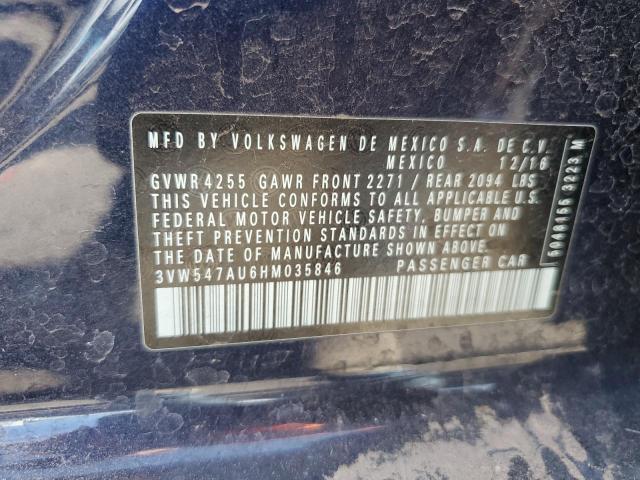 MFD BY VOLKSWAGEN DE MEXICO S.A. DE C.V.
MEXICO 12/16
GVWR 4255 GAWR FRONT 2271 / REAR 2094 LBS
THIS VEHICLE CONFORMS TO ALL APPLICABLE U.S.
FEDERAL MOTOR VEHICLE SAFETY, BUMPER AND
THEFT PREVENTION STANDARDS IN EFFECT ON
THE DATE OF MANUFACTURE SHOWN ABOVE.
3VW547AU6HM035846 PASSENGER CAR
3223 M